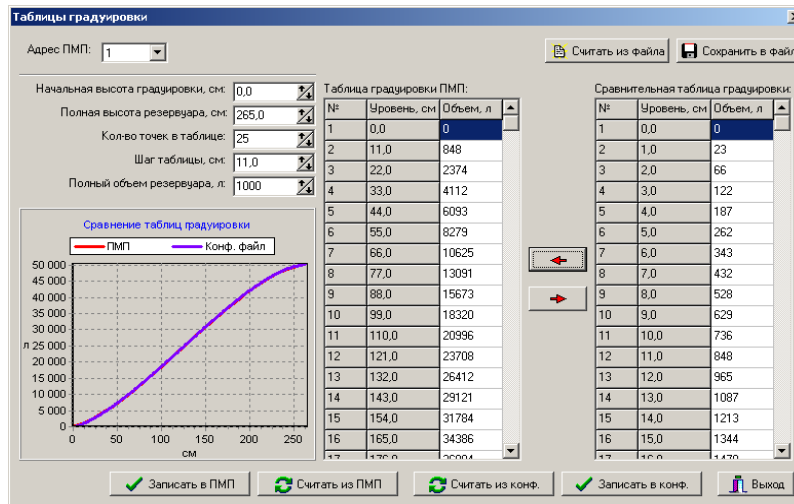 Таблицы градуировки
Адрес ПМП: 1
Считать из файла
Сохранить в файл
Начальная высота градуировки, см: 0,0
Полная высота резервуара, см: 265,0
Кол-во точек в таблице: 25
Шаг таблицы, см: 11,0
Полный объем резервуара, л: 1000
Сравнение таблиц градуировки
ПМП Конф. файл
50 000
45 000
40 000
35 000
30 000
л 25 000
20 000
15 000
10 000
5 000
0
0 50 100 150 200 250
см
Таблица градуировки ПМП:
№ Уровень, см Объем, л
1 0,0 0
2 11,0 848
3 22,0 2374
4 33,0 4112
5 44,0 6093
6 55,0 8279
7 66,0 10625
8 77,0 13091
9 88,0 15673
10 99,0 18320
11 110,0 20996
12 121,0 23708
13 132,0 26412
14 143,0 29121
15 154,0 31784
16 165,0 34386
17 176,0
Сравнительная таблица градуировки:
№ Уровень, см Объем, л
1 0,0 0
2 1,0 23
3 2,0 66
4 3,0 122
5 4,0 187
6 5,0 262
7 6,0 343
8 7,0 432
9 8,0 528
10 9,0 629
11 10,0 736
12 11,0 848
13 12,0 965
14 13,0 1087
15 14,0 1213
16 15,0 1344
17 16,0
Записать в ПМП
Считать из ПМП
Считать из конф.
Записать в конф.
Выход